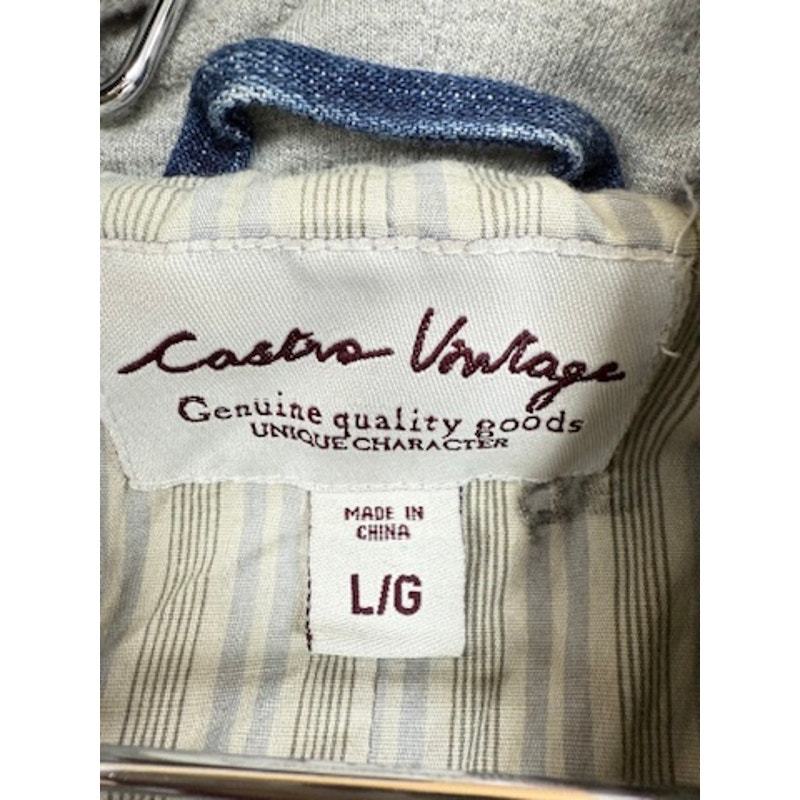 Castro Vintage
Genuine quality goods
UNIQUE CHARACTER
MADE IN
CHINA
L/G